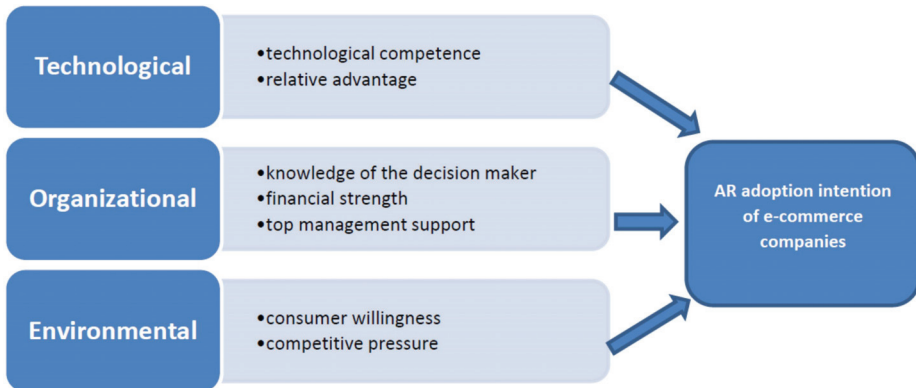 Technological
•technological competence
•relative advantage
Organizational
•knowledge of the decision maker
•financial strength
•top management support
Environmental
•consumer willingness
•competitive pressure
AR adoption intention
of e-commerce
companies